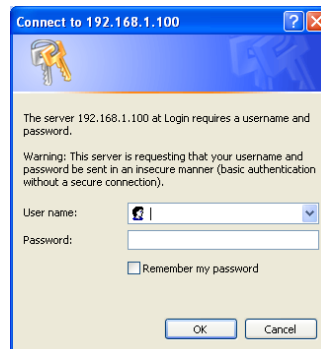 Connect to 192.168.1.100
The server 192.168.1.100 at Login requires a username and
password.
Warning: This server is requesting that your username and
password be sent in an insecure manner (basic authentication
without a secure connection).
User name:
Password:
Remember my password
OK Cancel